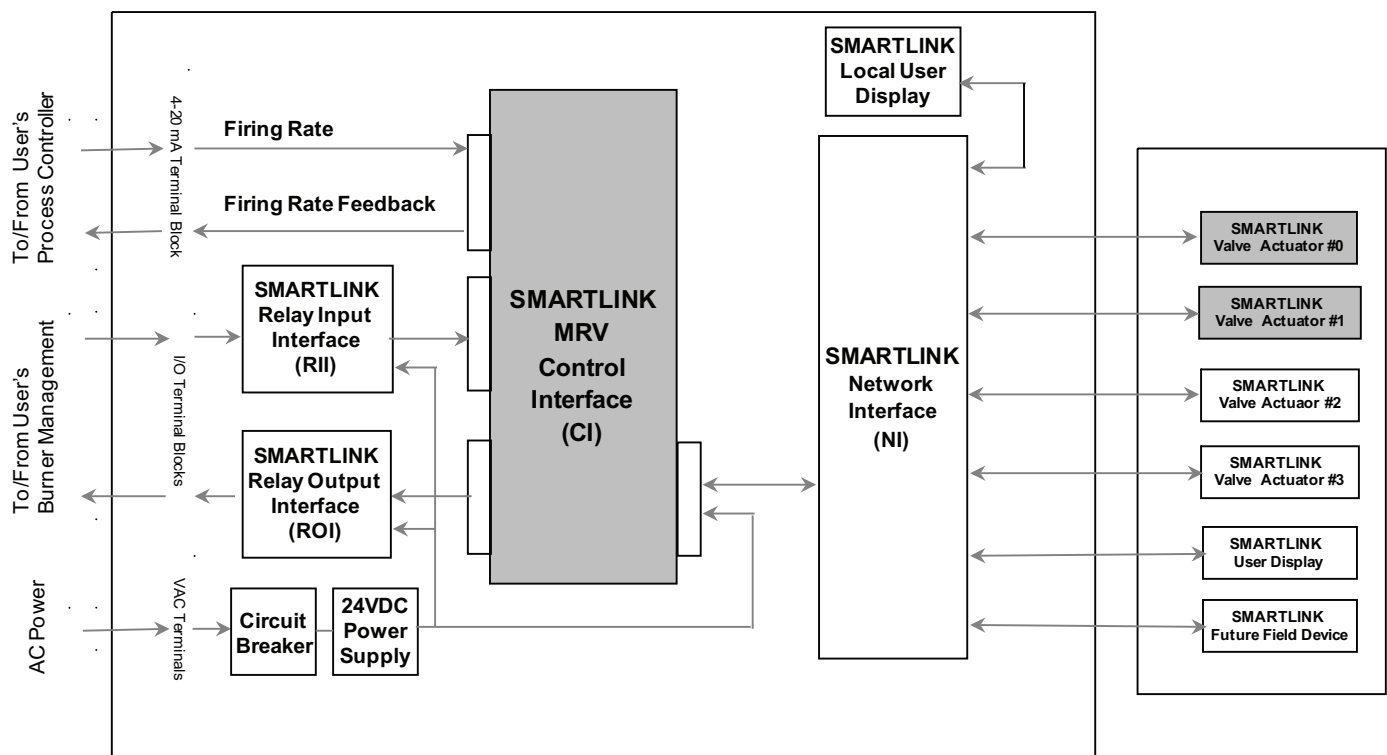 To/From User's
Process Controller
4-20 mA Terminal Block
Firing Rate
Firing Rate Feedback
To/From User's
Burner Management
I/O Terminal Blocks
SMARTLINK
Relay Input
Interface
(RII)
SMARTLINK
Relay Output
Interface
(ROI)
AC Power
VAC Terminals
Circuit
Breaker
24VDC
Power
Supply
SMARTLINK
MRV
Control
Interface
(CI)
SMARTLINK
Local User
Display
SMARTLINK
Network
Interface
(NI)
SMARTLINK
Valve Actuator #0
SMARTLINK
Valve Actuator #1
SMARTLINK
Valve Actuaor #2
SMARTLINK
Valve Actuator #3
SMARTLINK
User Display
SMARTLINK
Future Field Device